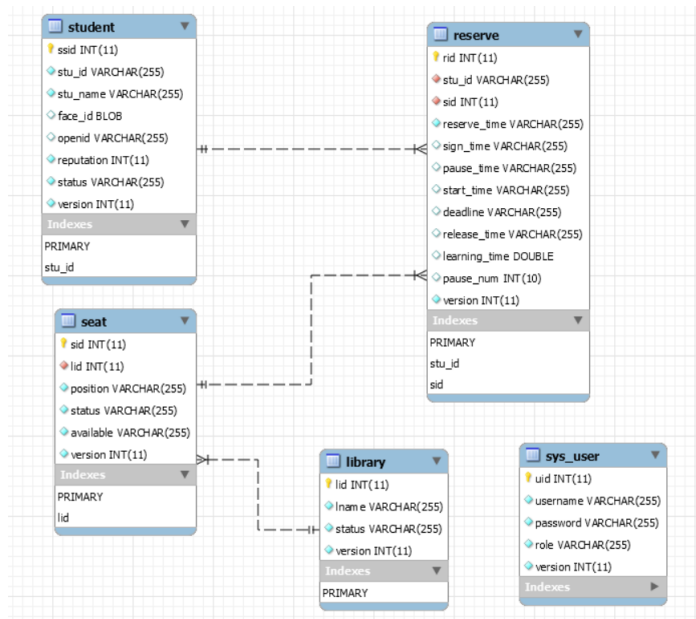 student
ssid INT(11)
stu_id VARCHAR(255)
stu_name VARCHAR(255)
face_id BLOB
openid VARCHAR(255)
reputation INT(11)
status VARCHAR(255)
version INT(11)
Indexes
PRIMARY
stu_id
reserve
rid INT(11)
stu_id VARCHAR(255)
sid INT(11)
reserve_time VARCHAR(255)
sign_time VARCHAR(255)
pause_time VARCHAR(255)
start_time VARCHAR(255)
deadline VARCHAR(255)
release_time VARCHAR(255)
learning_time DOUBLE
pause_num INT(10)
version INT(11)
Indexes
PRIMARY
stu_id
sid
seat
sid INT(11)
lid INT(11)
position VARCHAR(255)
status VARCHAR(255)
available VARCHAR(255)
version INT(11)
Indexes
PRIMARY
lid
library
lid INT(11)
lname VARCHAR(255)
status VARCHAR(255)
version INT(11)
Indexes
PRIMARY
sys_user
uid INT(11)
username VARCHAR(255)
password VARCHAR(255)
role VARCHAR(255)
version INT(11)
Indexes